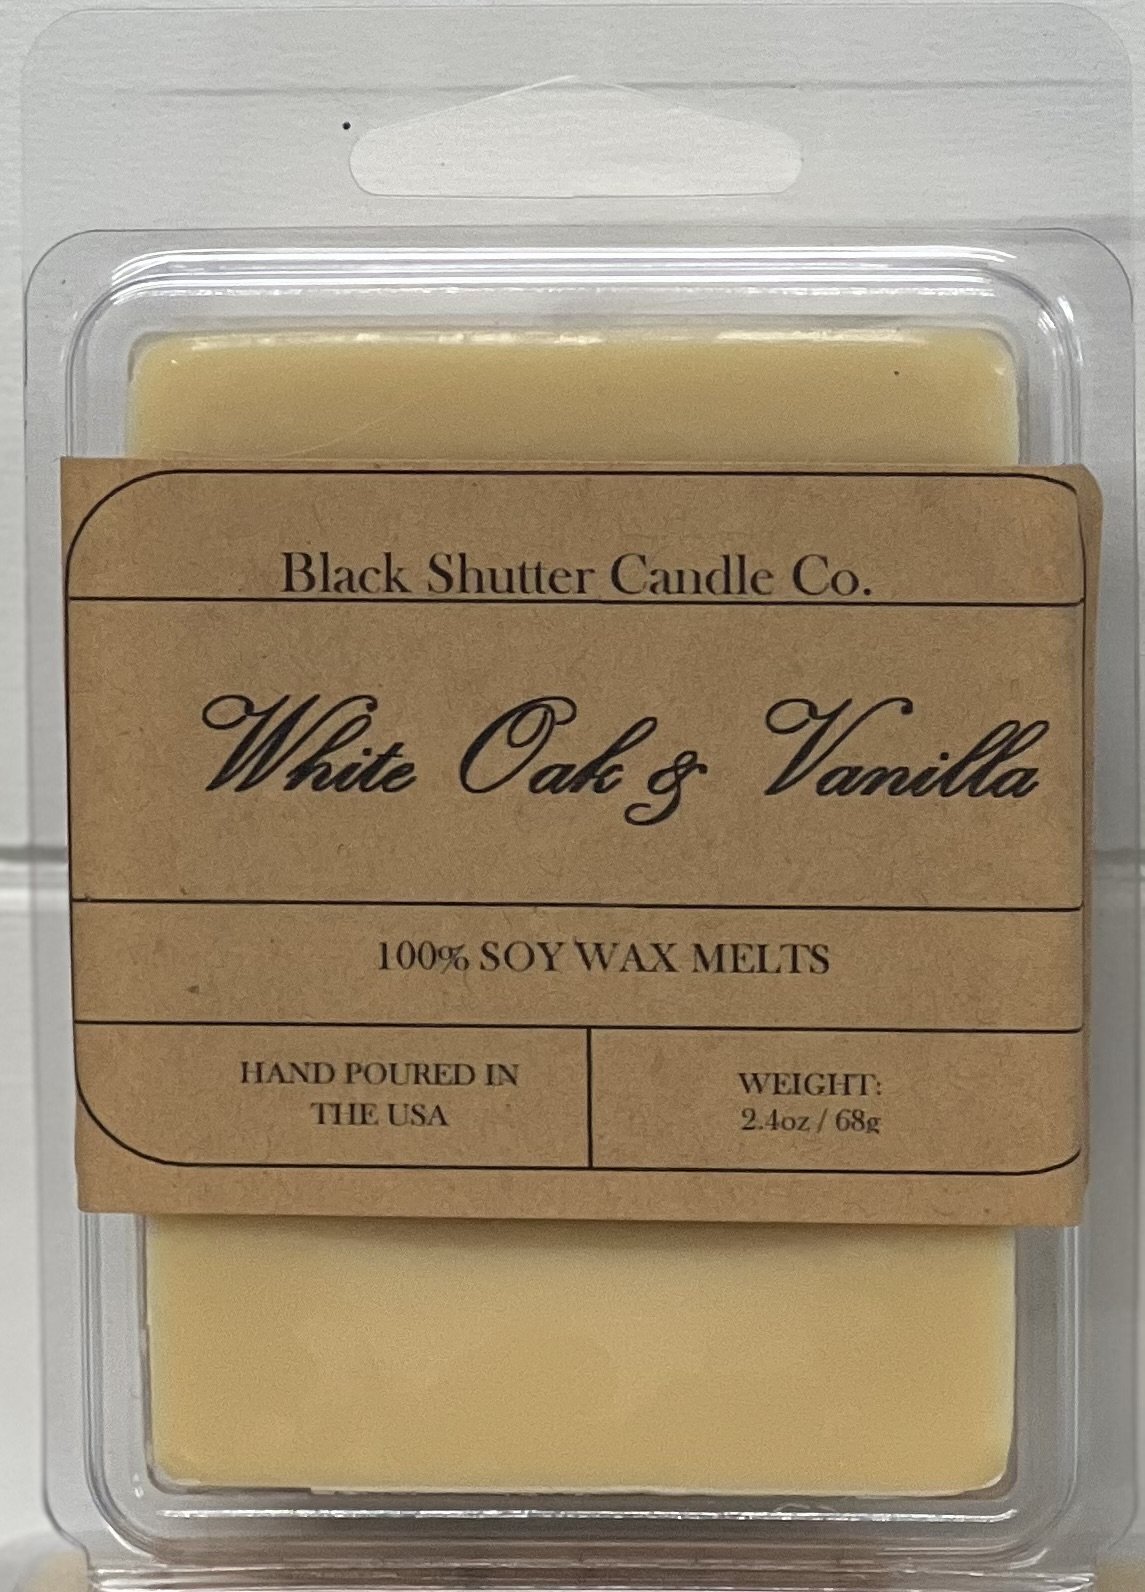 Black Shutter Candle Co.
White Oak & Vanilla
100% SOY WAX MELTS
HAND POURED IN
THE USA
WEIGHT:
2.4oz / 68g